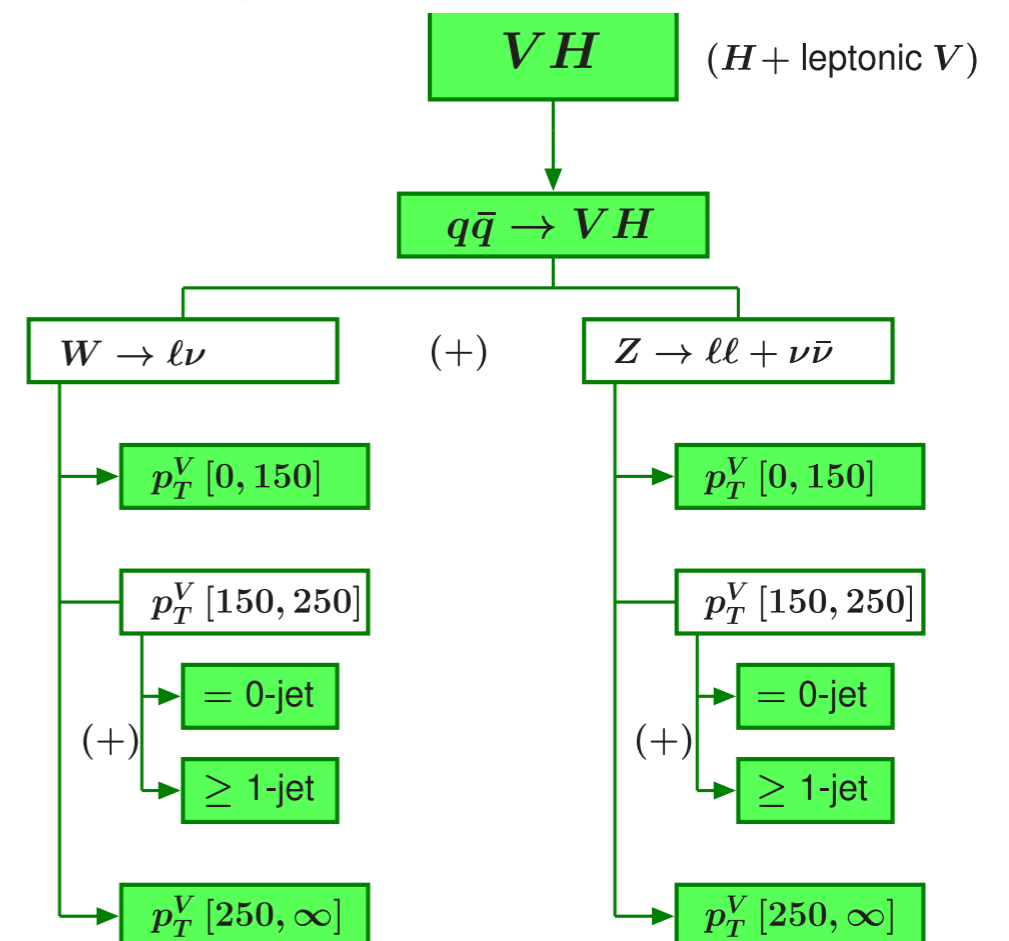 VH (H + leptonic V)
qq̄ → VH
W → ℓν (+) Z → ℓℓ + νν̄
p_T^V [0, 150] p_T^V [0, 150]
p_T^V [150, 250] p_T^V [150, 250]
= 0-jet = 0-jet
(+) (+)
≥ 1-jet ≥ 1-jet
p_T^V [250, ∞] p_T^V [250, ∞]